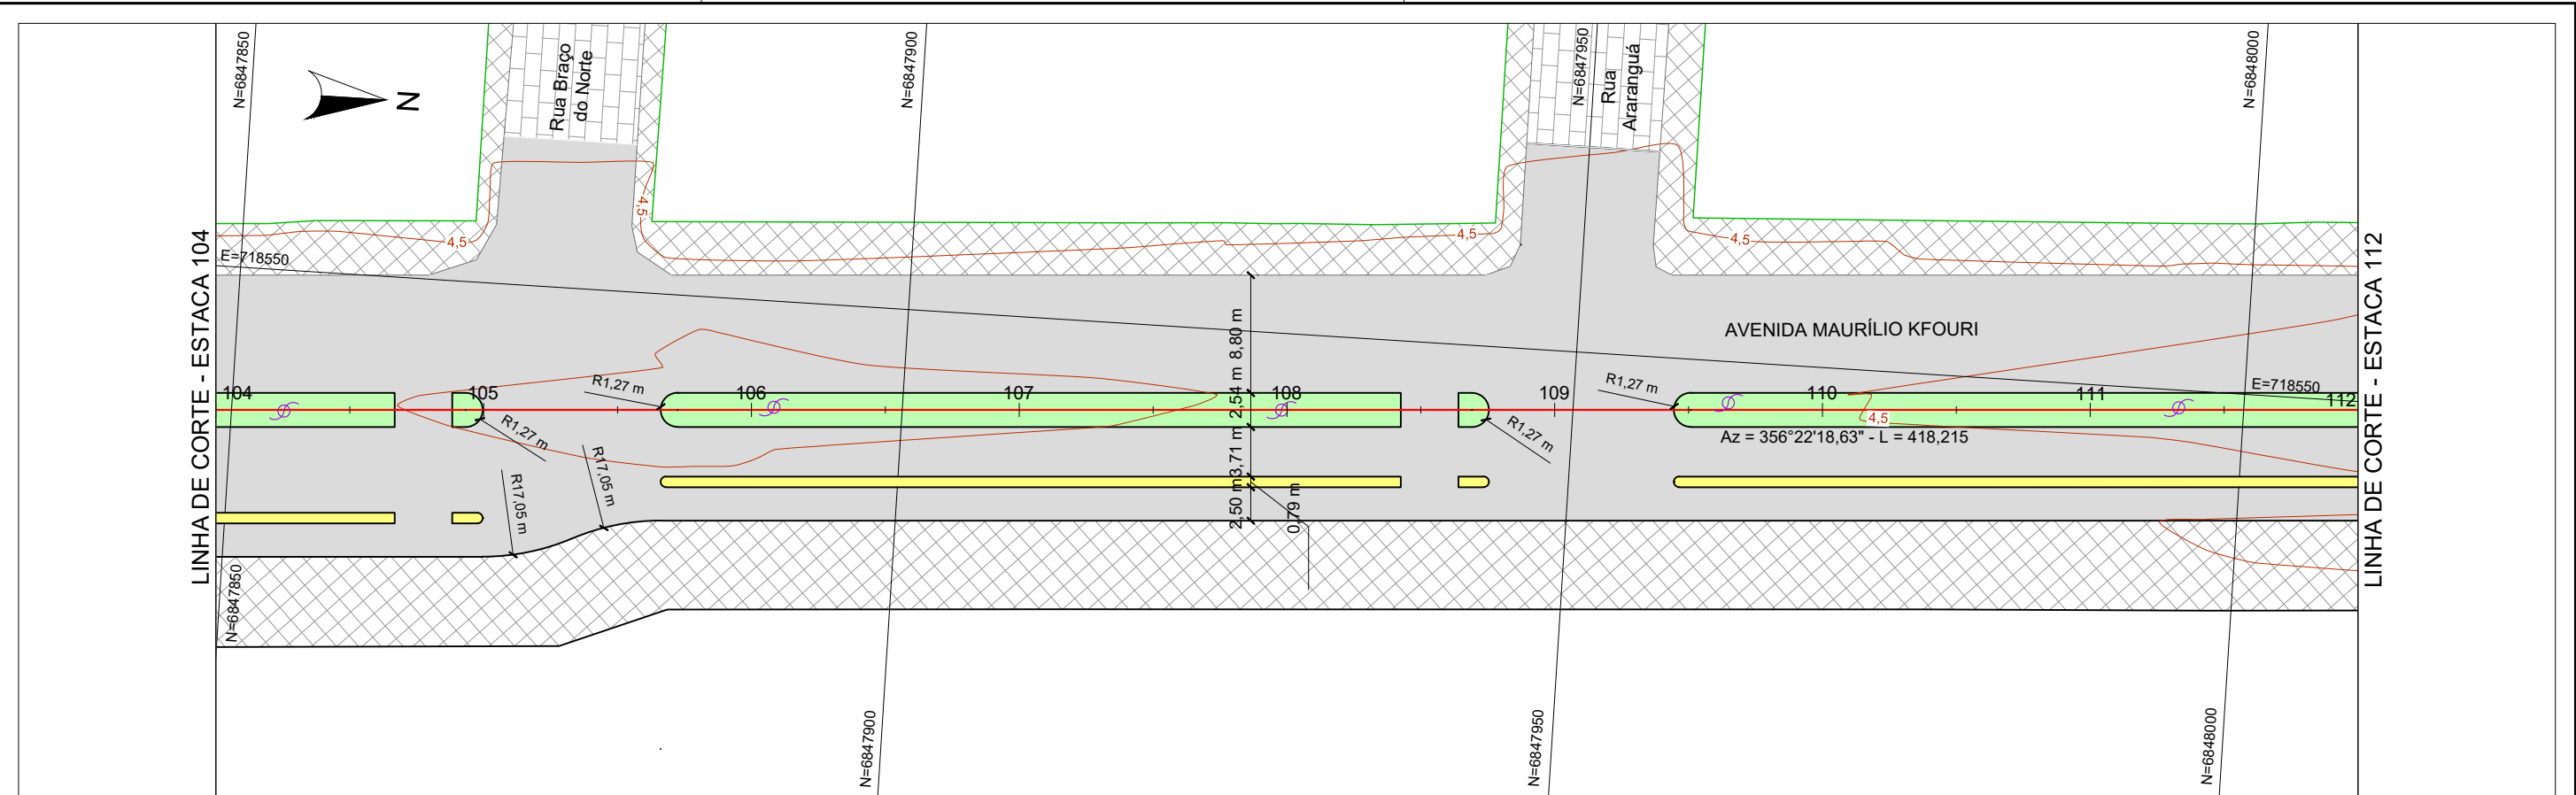 N=6847850
N=6847900
N=6847950
N=6848000
N
Rua Braço
do Norte
Rua
Araranguá
LINHA DE CORTE - ESTACA 104
LINHA DE CORTE - ESTACA 112
4,5
4,5
4,5
4,5
E=718550
AVENIDA MAURÍLIO KFOURI
8,80 m
104
105
106
107
108
109
110
111
112
E=718550
R1,27 m
R1,27 m
R1,27 m
R1,27 m
2,54 m
4,5
Az = 356°22'18,63" - L = 418,215
3,71 m
R17,05 m
R17,05 m
2,50 m
0,79 m
N=6847850
N=6847900
N=6847950
N=6848000